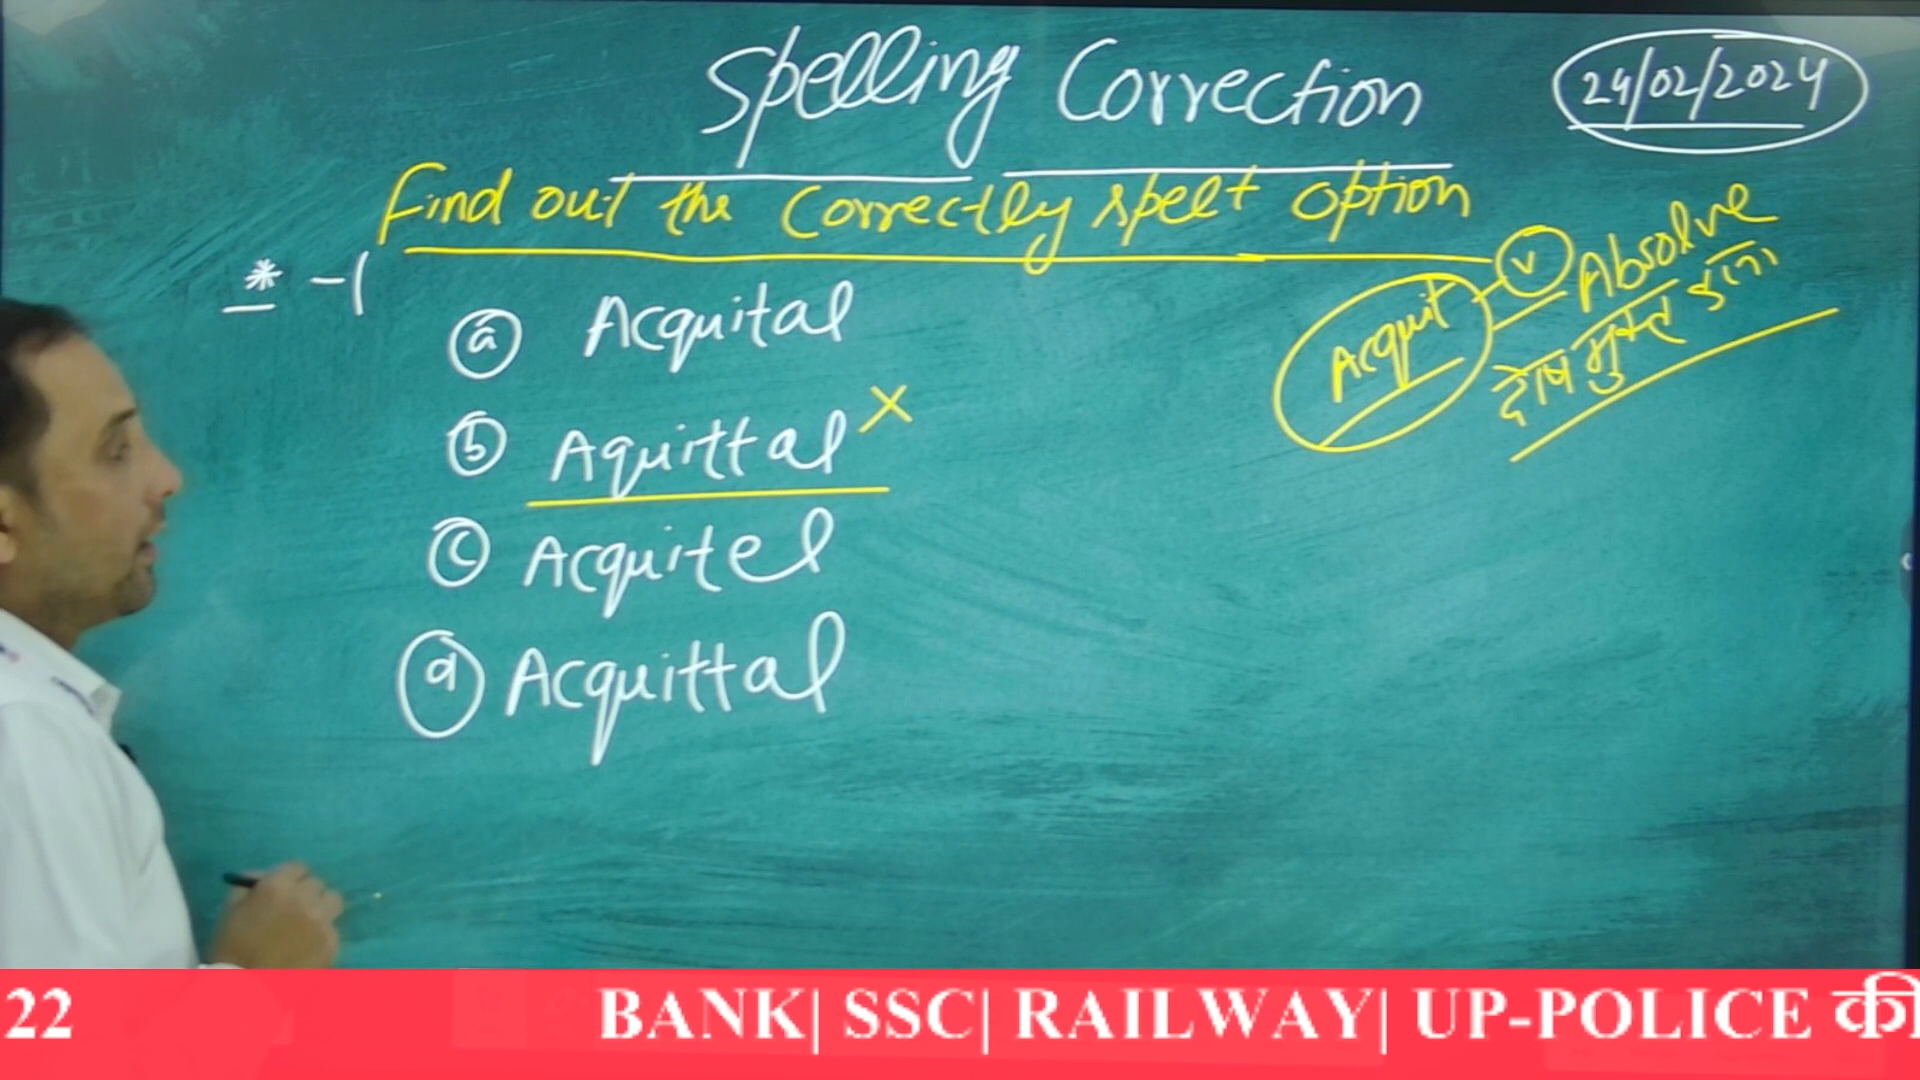 Spelling Correction
24/02/2024
Find out the correctly spelt option
* -1
Acquit - v Absolve
दोष मुक्त होना
a Acquital
b Aquittal ×
c Acquitel
d Acquittal
22 BANK| SSC| RAILWAY| UP-POLICE की